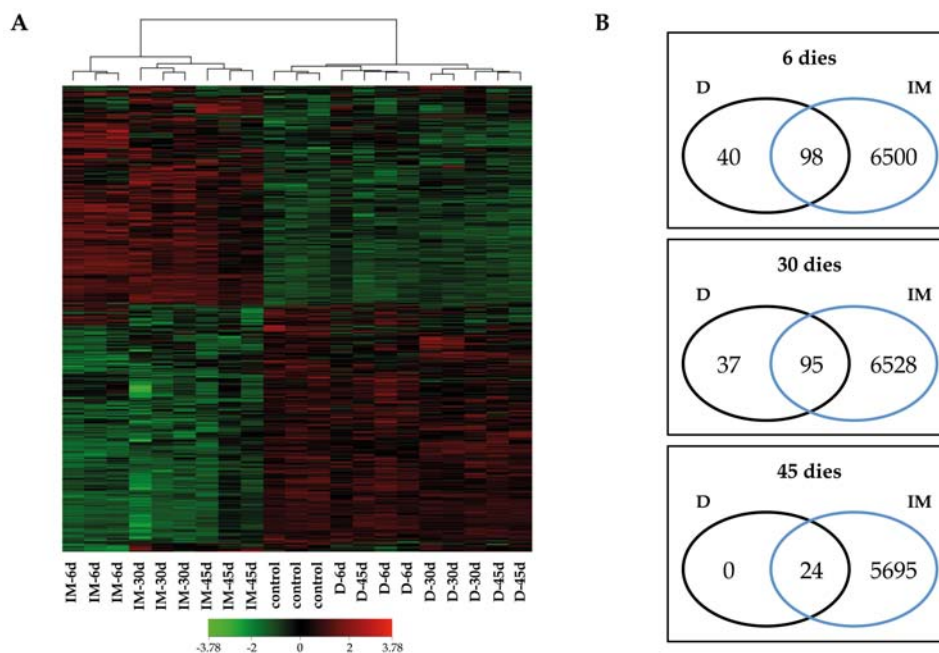 A
IM-6d
IM-6d
IM-6d
IM-30d
IM-30d
IM-30d
IM-45d
IM-45d
IM-45d
control
control
control
D-6d
D-45d
D-6d
D-6d
D-30d
D-30d
D-30d
D-45d
D-45d
-3.78 -2 0 2 3.78
B
6 dies
D IM
40 98 6500
30 dies
D IM
37 95 6528
45 dies
D IM
0 24 5695